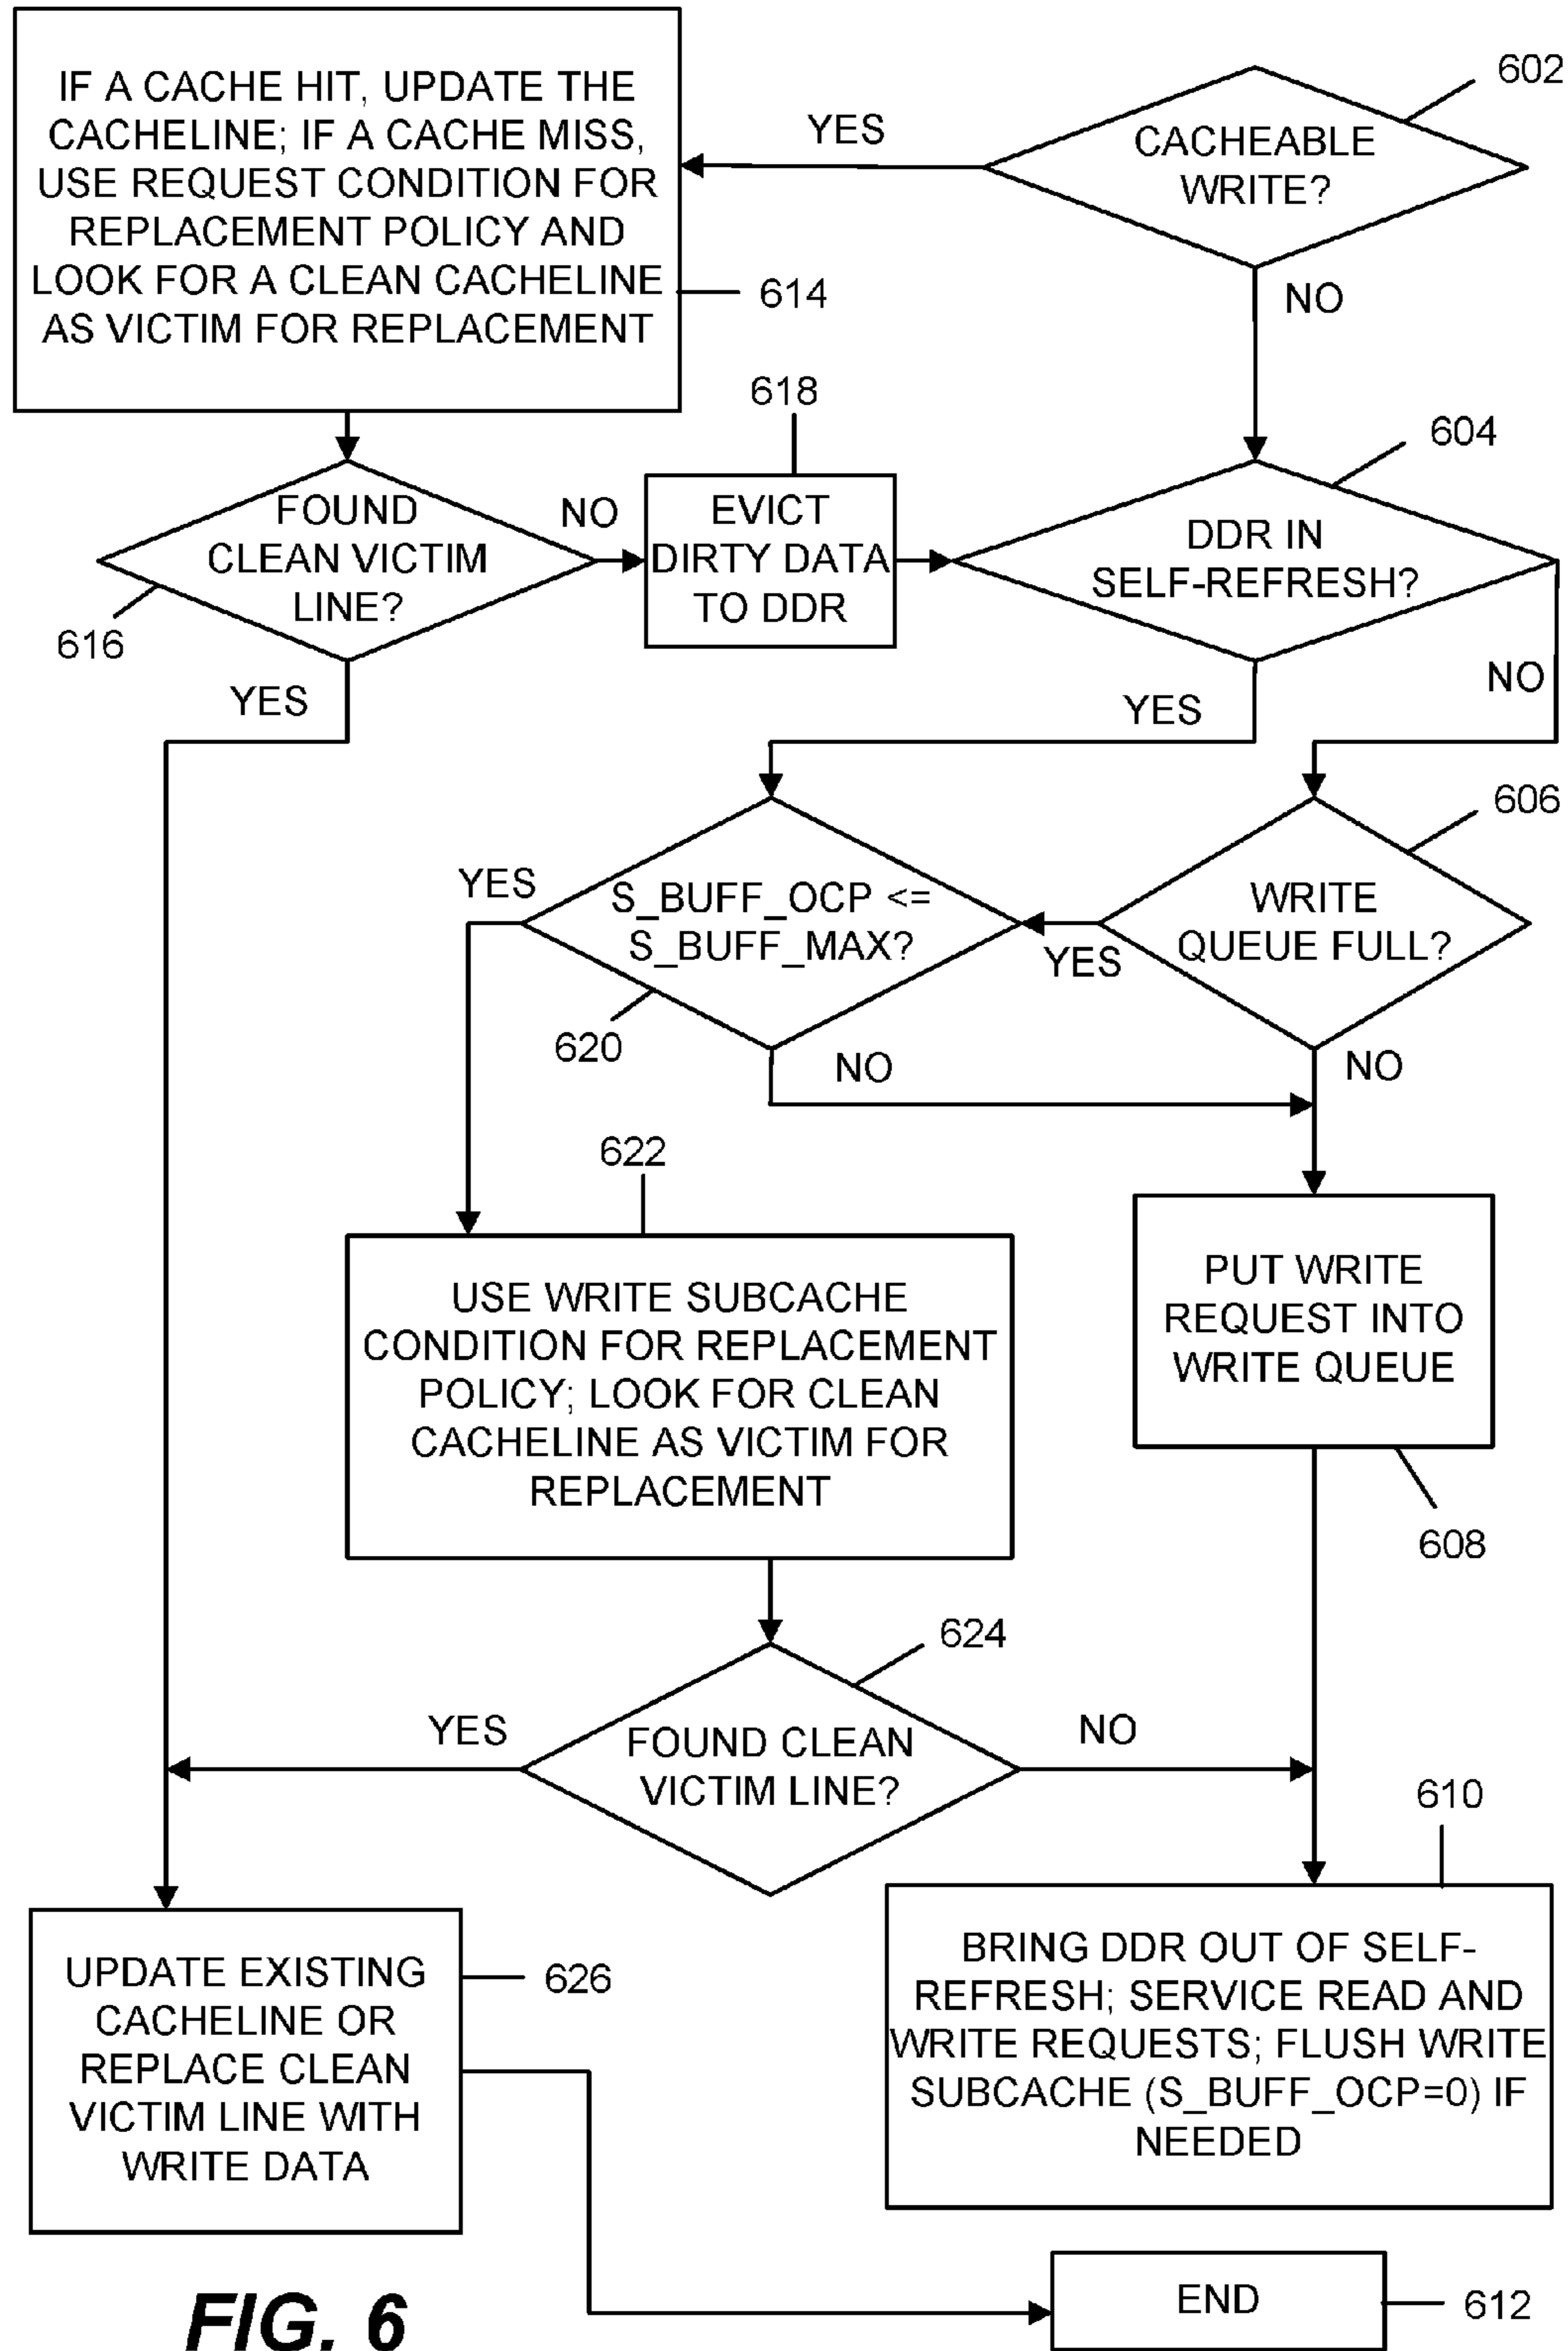 IF A CACHE HIT, UPDATE THE
CACHELINE; IF A CACHE MISS,
USE REQUEST CONDITION FOR
REPLACEMENT POLICY AND
LOOK FOR A CLEAN CACHELINE
AS VICTIM FOR REPLACEMENT
614
YES
CACHEABLE
WRITE?
602
NO
618
604
FOUND
CLEAN VICTIM
LINE?
616
NO
EVICT
DIRTY DATA
TO DDR
DDR IN
SELF-REFRESH?
YES
YES
NO
606
YES
S_BUFF_OCP <=
S_BUFF_MAX?
620
YES
WRITE
QUEUE FULL?
NO
NO
622
USE WRITE SUBCACHE
CONDITION FOR REPLACEMENT
POLICY; LOOK FOR CLEAN
CACHELINE AS VICTIM FOR
REPLACEMENT
PUT WRITE
REQUEST INTO
WRITE QUEUE
608
624
YES
FOUND CLEAN
VICTIM LINE?
NO
610
UPDATE EXISTING
CACHELINE OR
REPLACE CLEAN
VICTIM LINE WITH
WRITE DATA
626
BRING DDR OUT OF SELF-
REFRESH; SERVICE READ AND
WRITE REQUESTS; FLUSH WRITE
SUBCACHE (S_BUFF_OCP=0) IF
NEEDED
END
612
FIG. 6